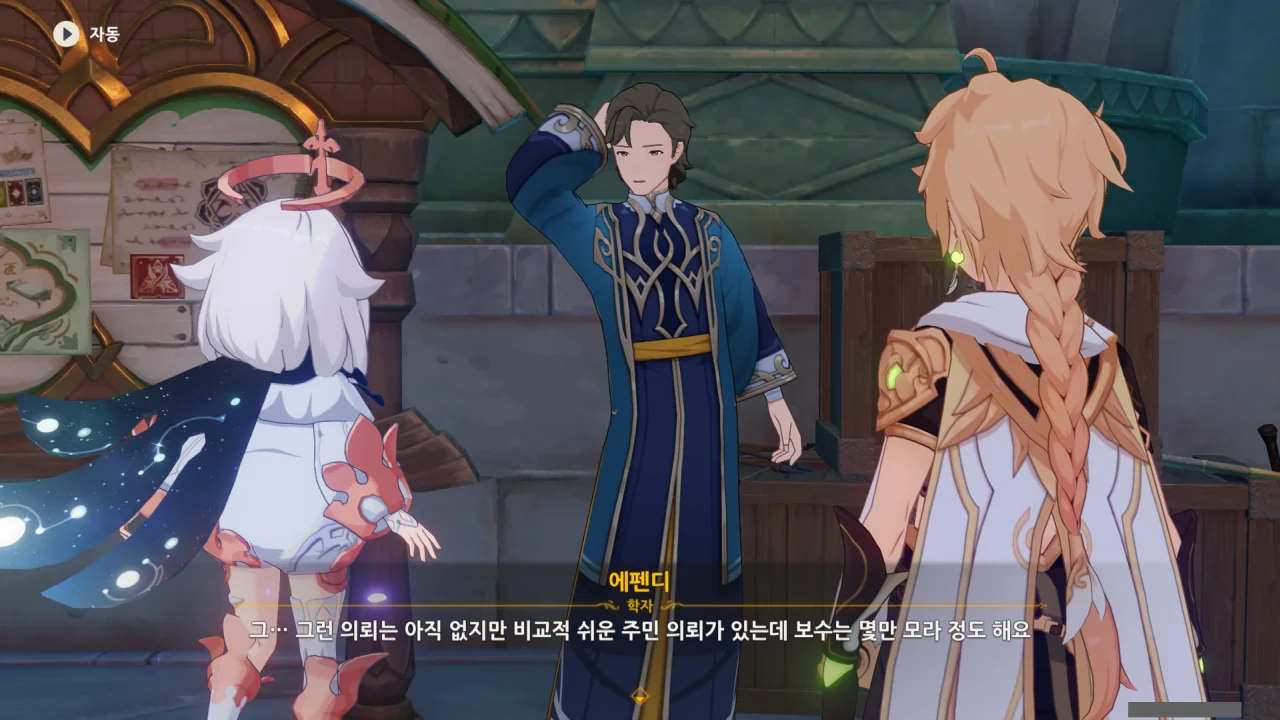 자동
에펜디
학자
그… 그런 의뢰는 아직 없지만 비교적 쉬운 주민 의뢰가 있는데 보수는 몇만 모라 정도 해요